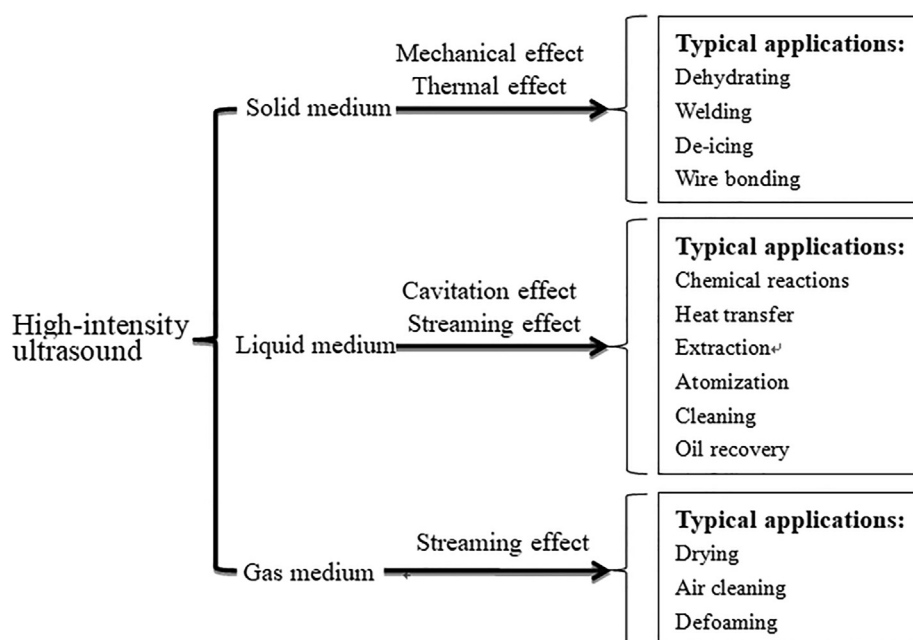 High-intensity
ultrasound
Solid medium
Mechanical effect
Thermal effect
Typical applications:
Dehydrating
Welding
De-icing
Wire bonding
Liquid medium
Cavitation effect
Streaming effect
Typical applications:
Chemical reactions
Heat transfer
Extraction↵
Atomization
Cleaning
Oil recovery
Gas medium
Streaming effect
Typical applications:
Drying
Air cleaning
Defoaming